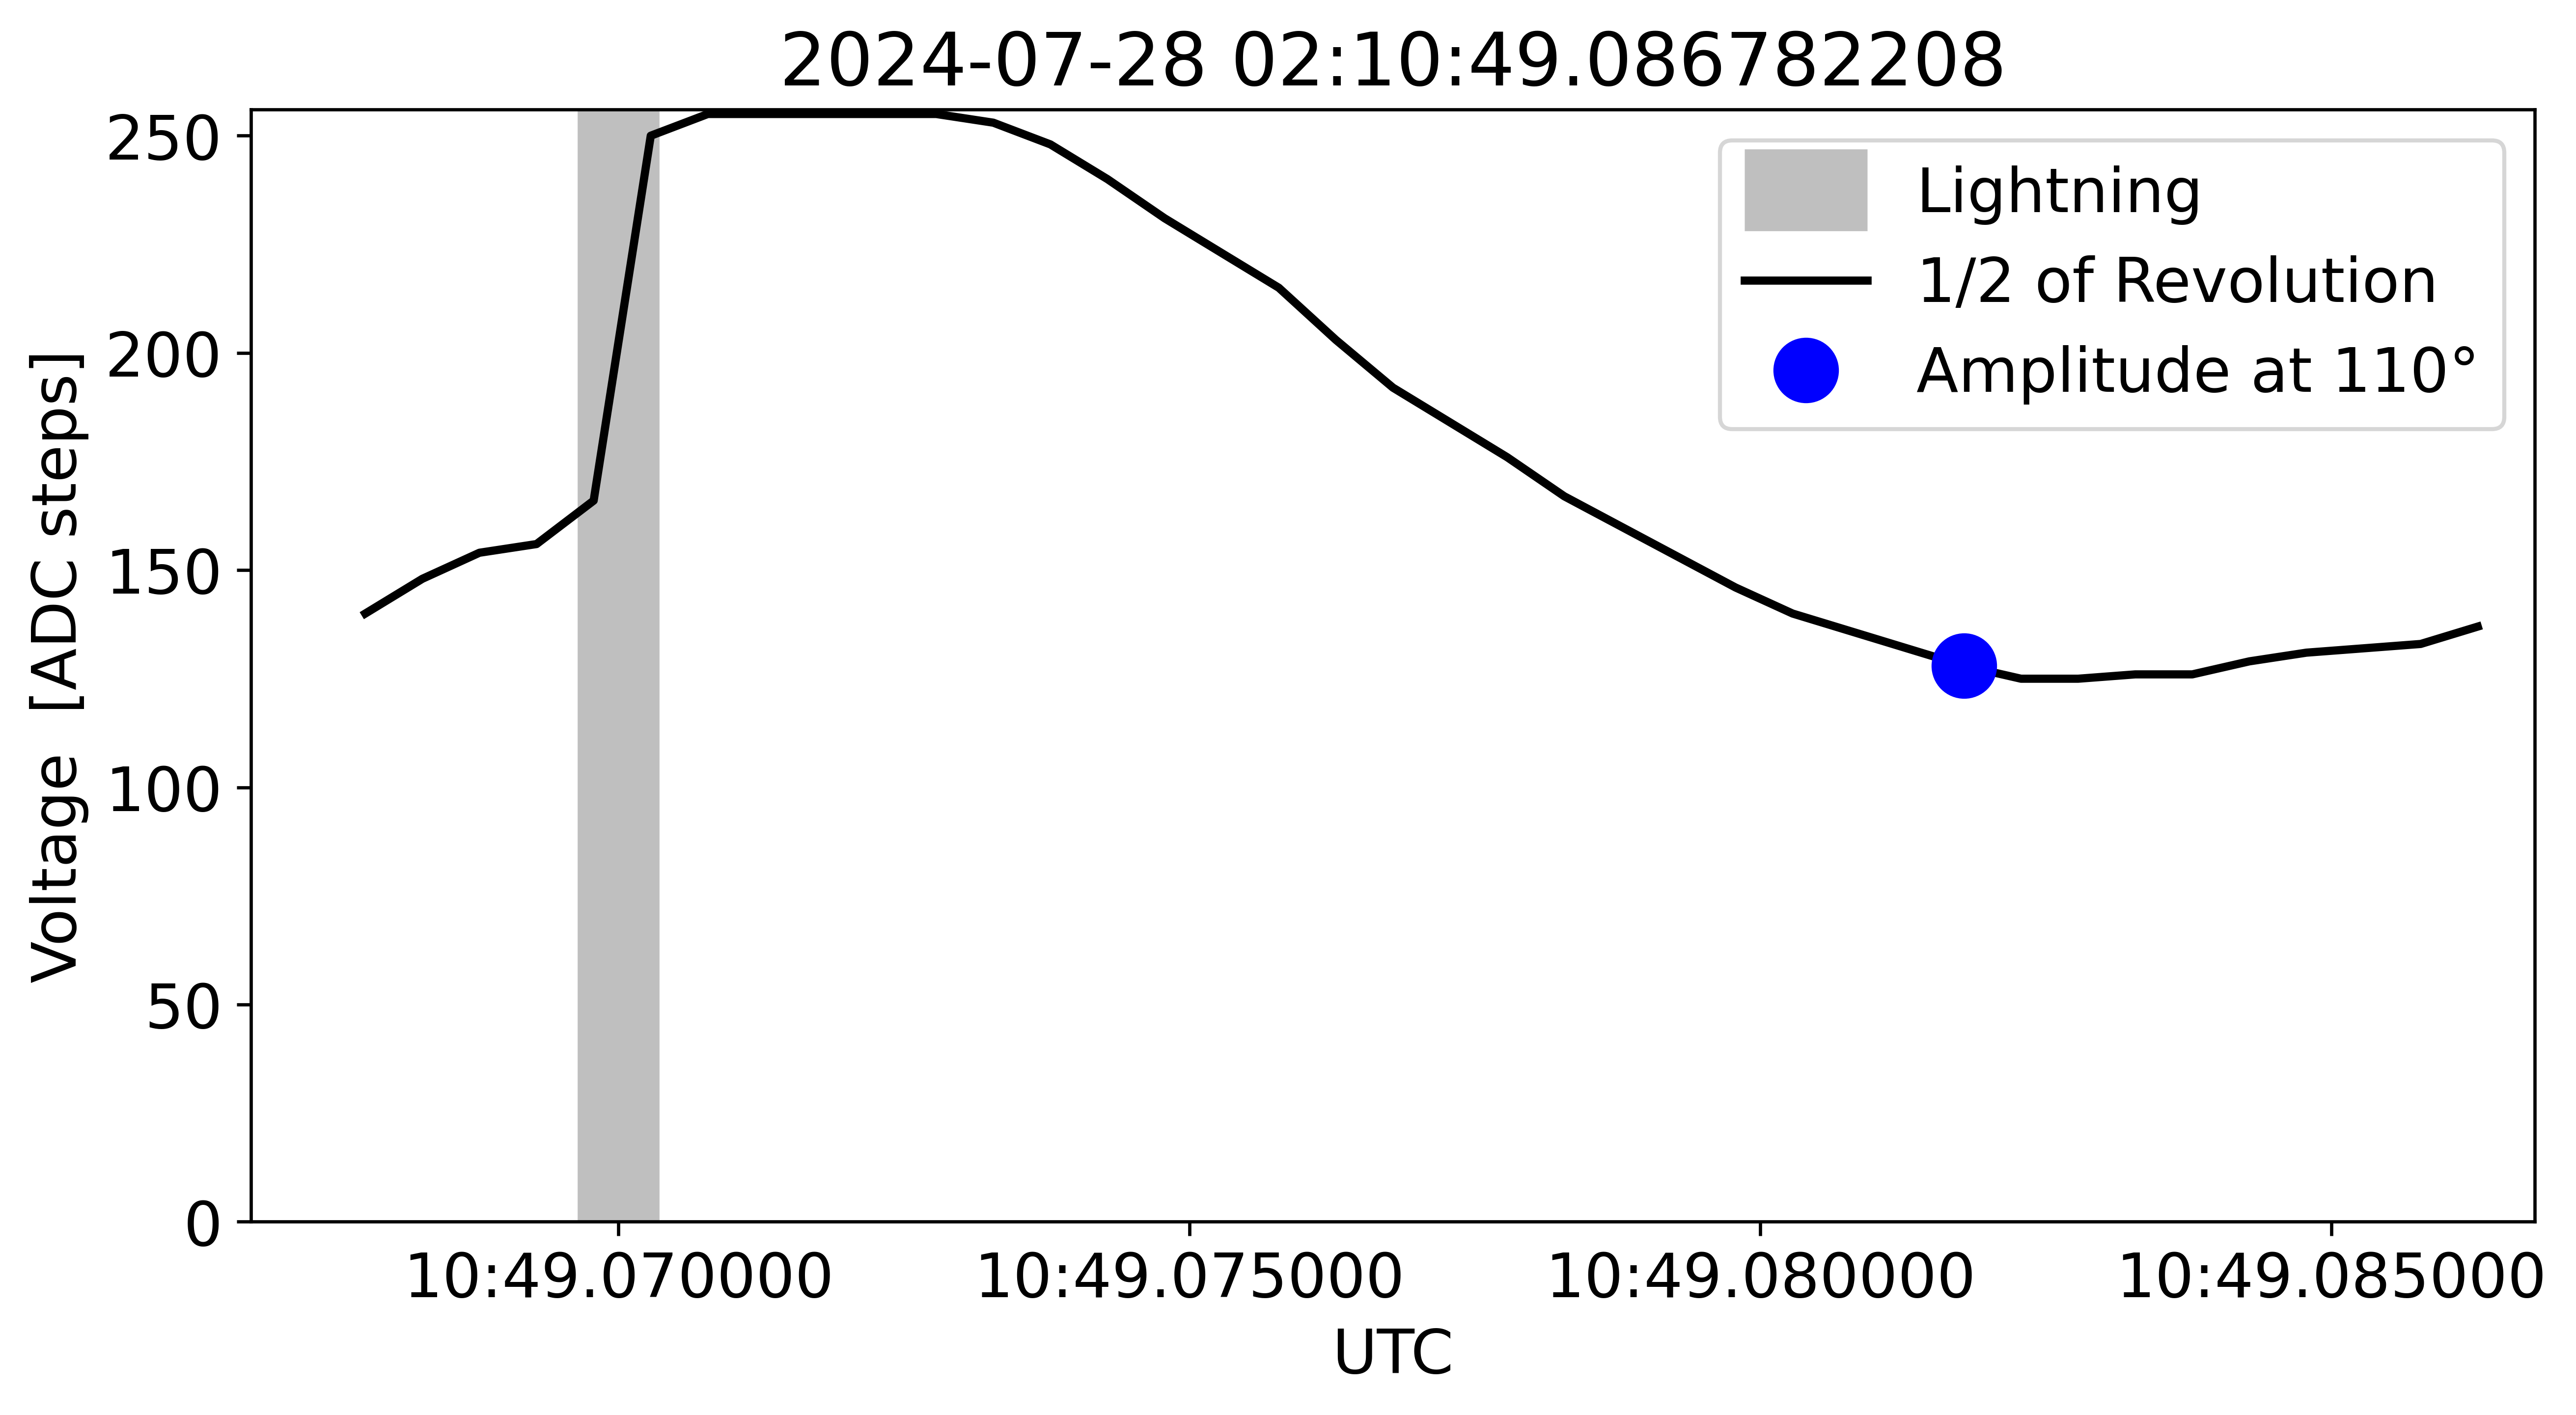 2024-07-28 02:10:49.086782208
Voltage [ADC steps]
250
200
150
100
50
0
Lightning
1/2 of Revolution
Amplitude at 110°
10:49.070000 10:49.075000 10:49.080000 10:49.085000
UTC